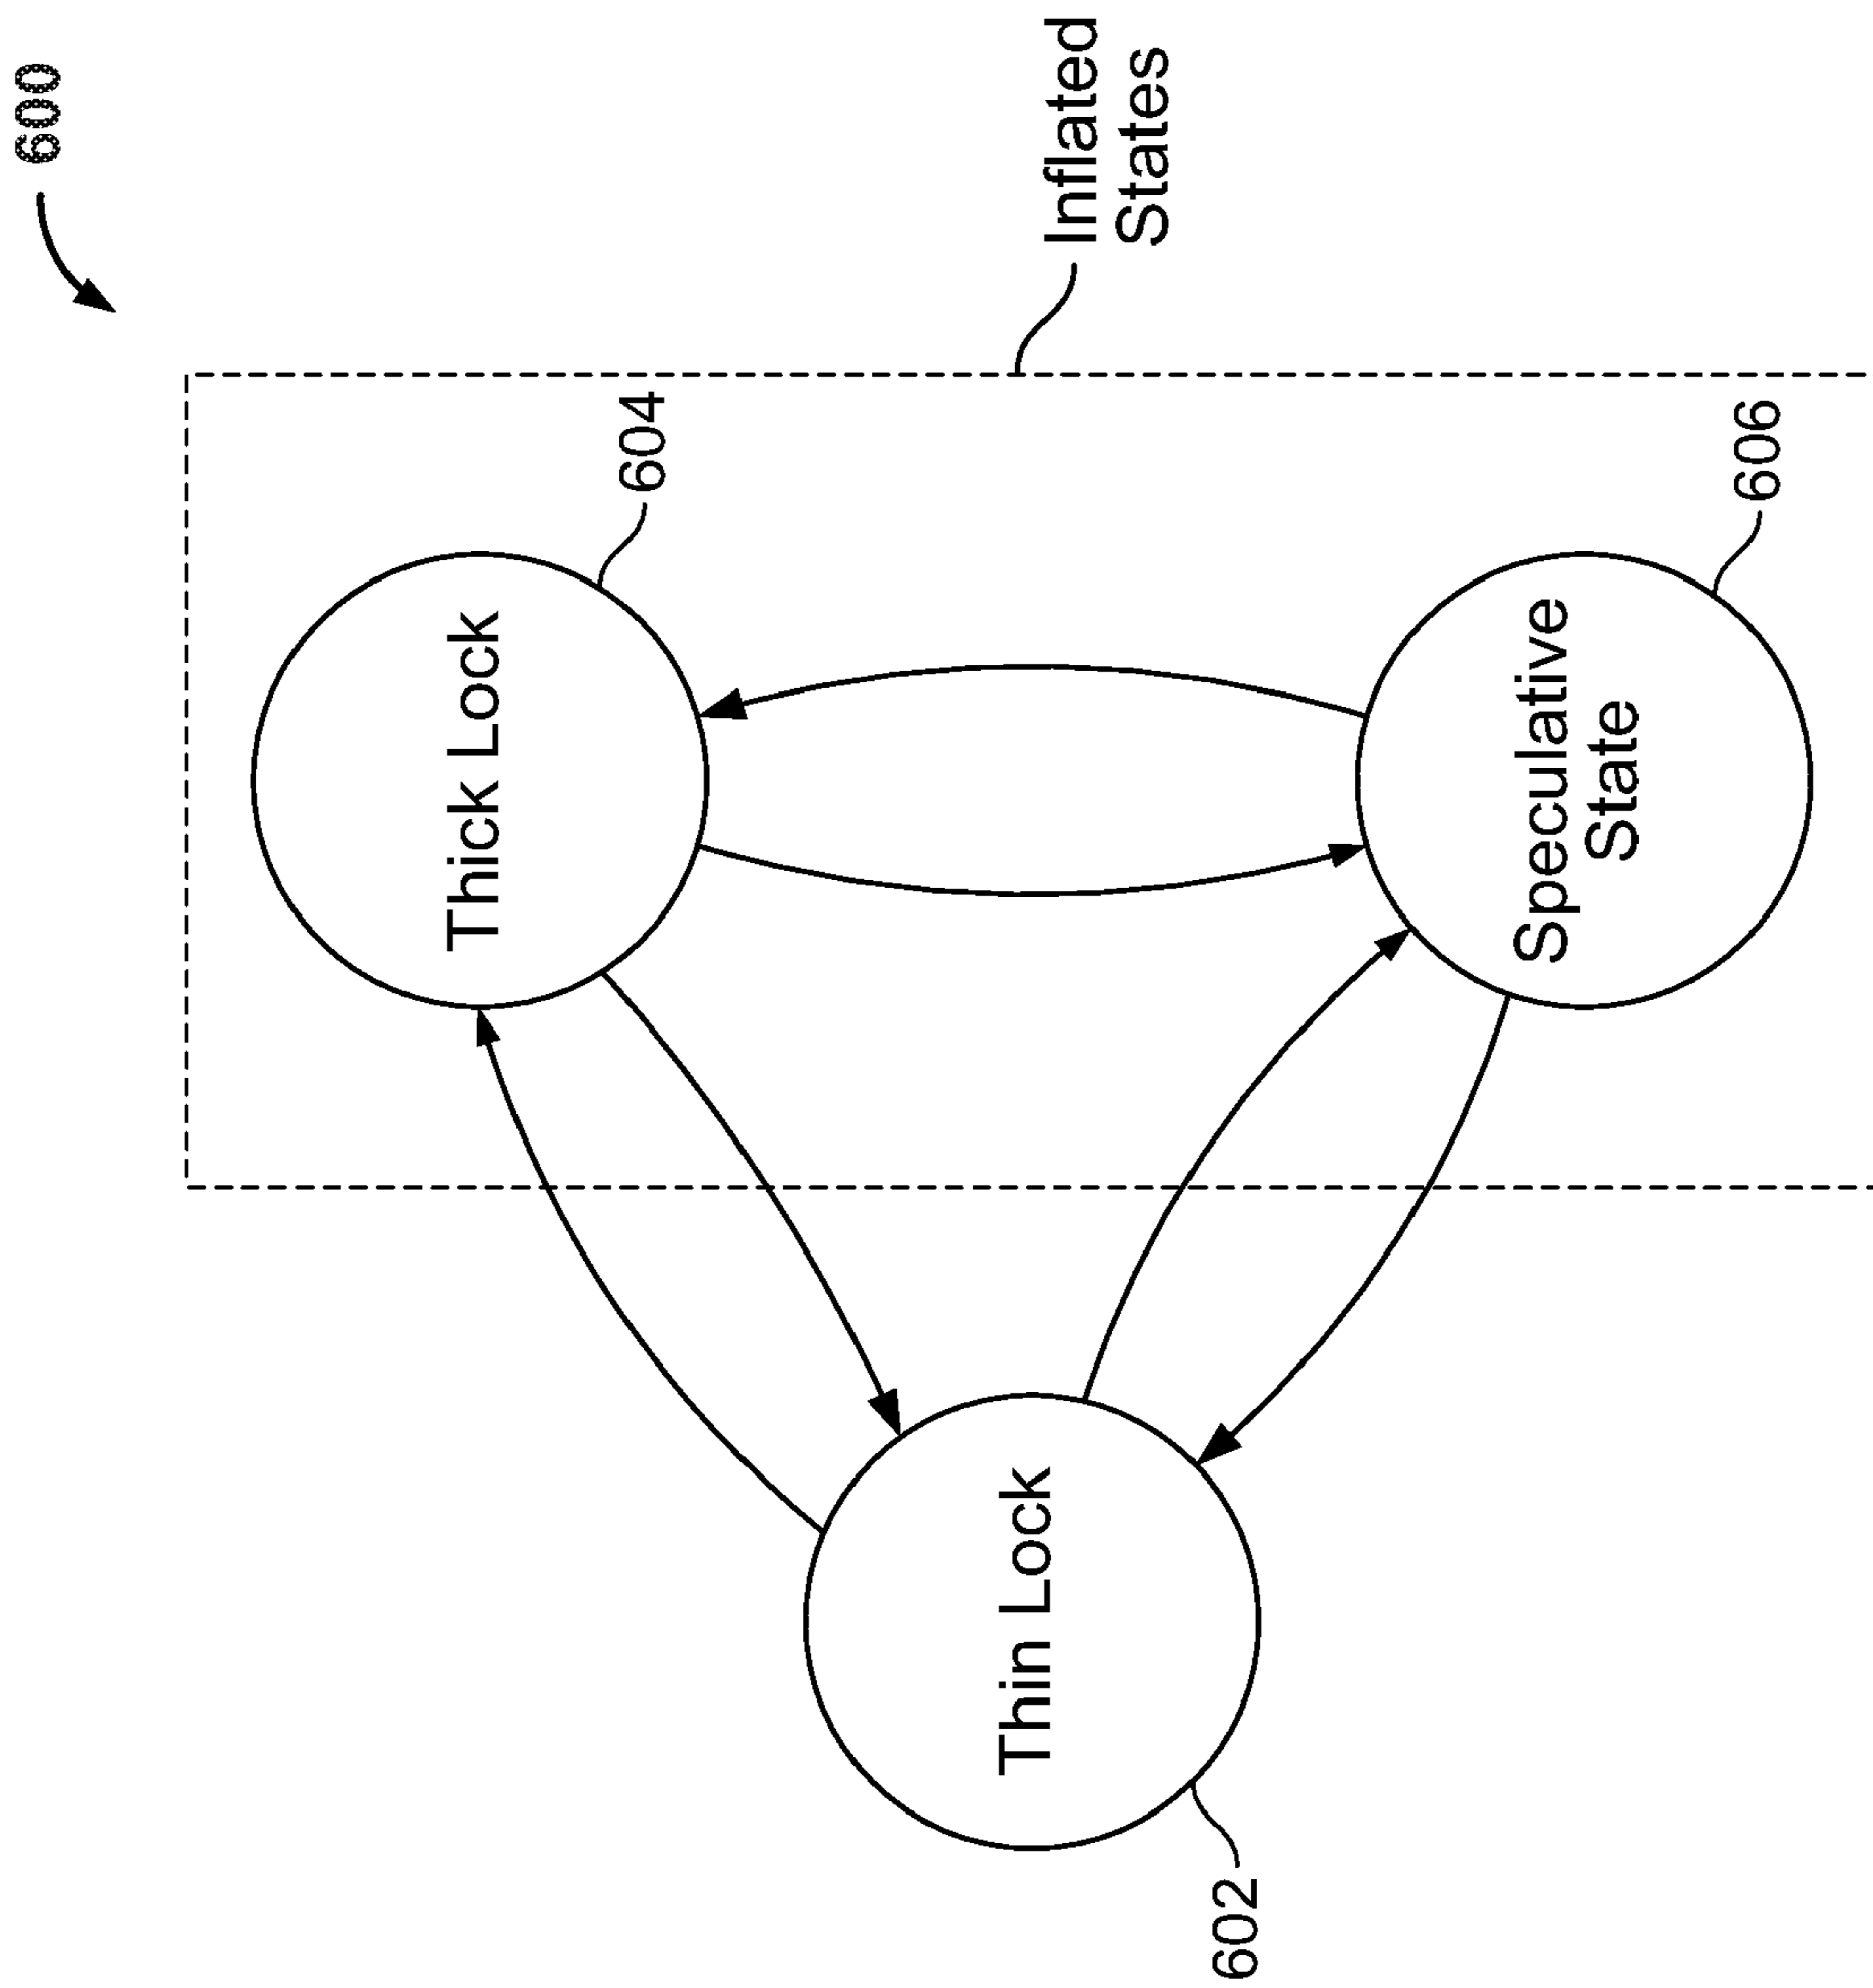 600
Inflated
States
604
Thick Lock
606
Speculative
State
Thin Lock
602